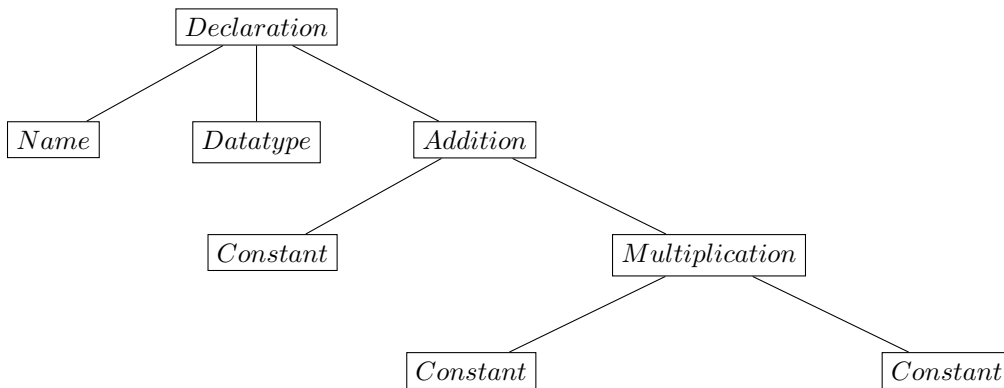 Declaration
Name
Datatype
Addition
Constant
Multiplication
Constant
Constant